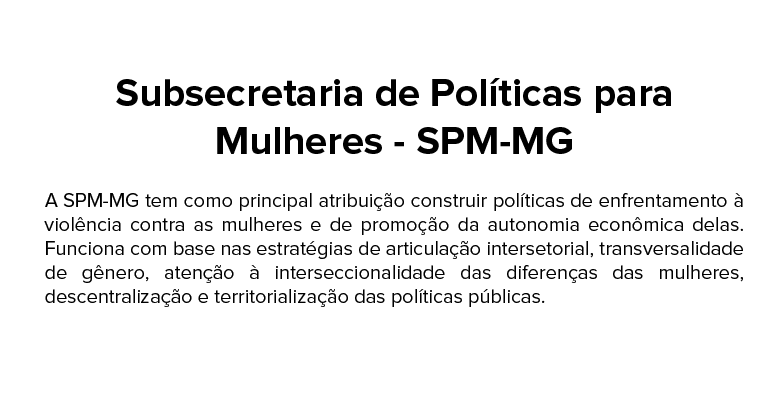 Subsecretaria de Políticas para
Mulheres - SPM-MG
A SPM-MG tem como principal atribuição construir políticas de enfrentamento à
violência contra as mulheres e de promoção da autonomia econômica delas.
Funciona com base nas estratégias de articulação intersetorial, transversalidade
de gênero, atenção à interseccionalidade das diferenças das mulheres,
descentralização e territorialização das políticas públicas.